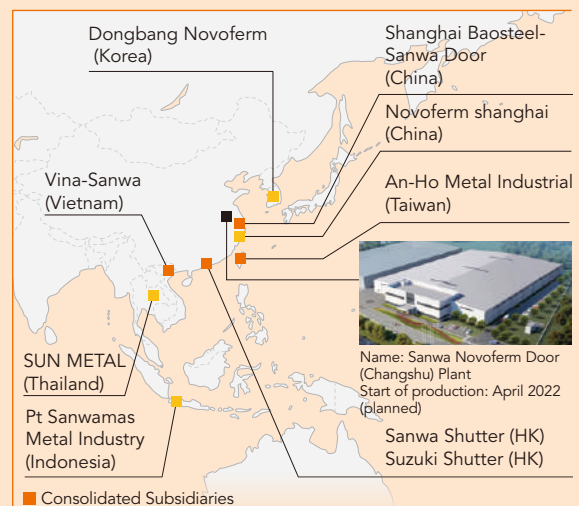 Dongbang Novoferm
(Korea)
Shanghai Baosteel-
Sanwa Door
(China)
Novoferm shanghai
(China)
Vina-Sanwa
(Vietnam)
An-Ho Metal Industrial
(Taiwan)
Name: Sanwa Novoferm Door
(Changshu) Plant
Start of production: April 2022
(planned)
SUN METAL
(Thailand)
Pt Sanwamas
Metal Industry
(Indonesia)
Sanwa Shutter (HK)
Suzuki Shutter (HK)
Consolidated Subsidiaries